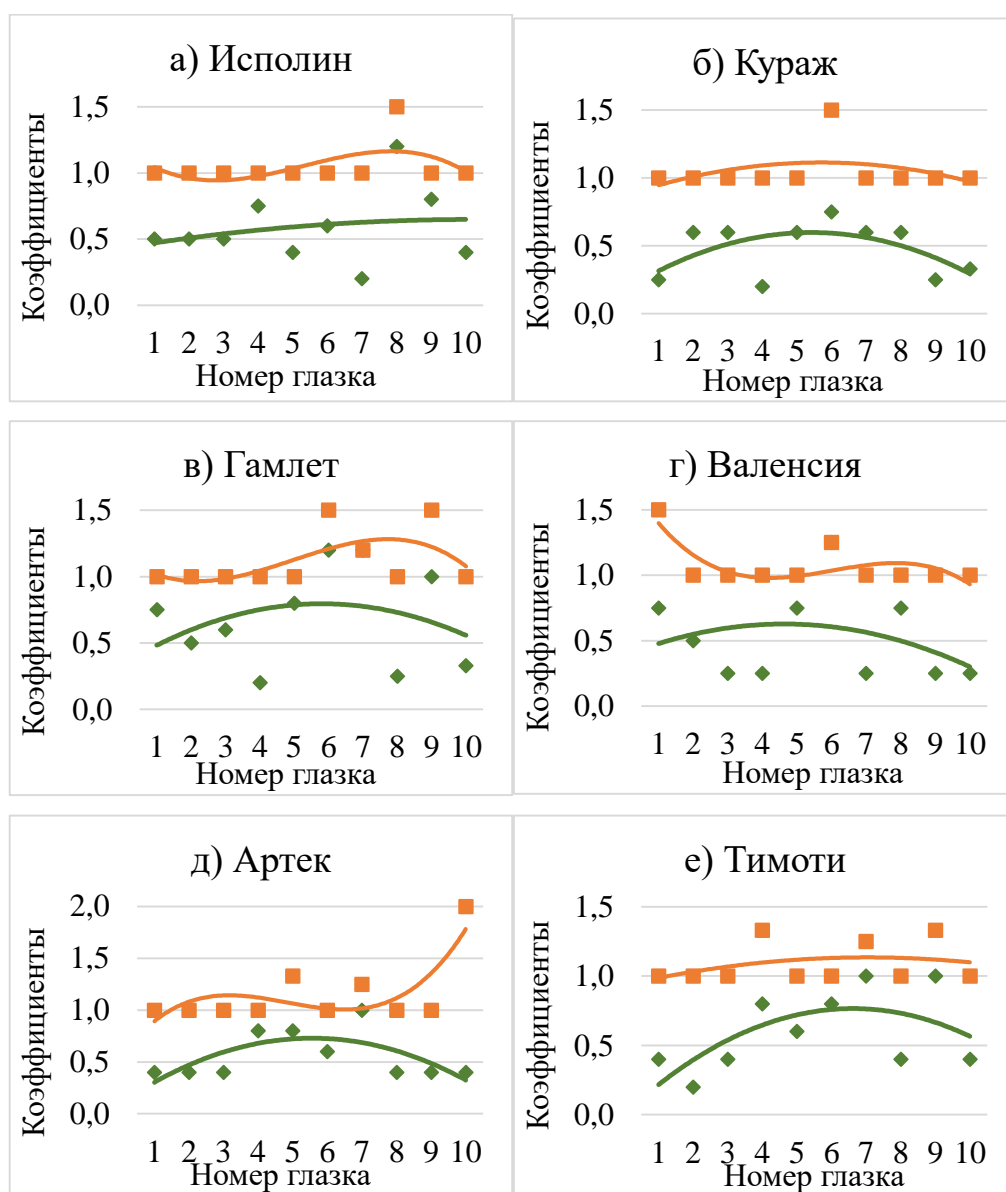 а) Исполин
Коэффициенты
1,5
1,0
0,5
0,0
1 2 3 4 5 6 7 8 9 10
Номер глазка
б) Кураж
Коэффициенты
1,5
1,0
0,5
0,0
1 2 3 4 5 6 7 8 9 10
Номер глазка
в) Гамлет
Коэффициенты
1,5
1,0
0,5
0,0
1 2 3 4 5 6 7 8 9 10
Номер глазка
г) Валенсия
Коэффициенты
1,5
1,0
0,5
0,0
1 2 3 4 5 6 7 8 9 10
Номер глазка
д) Артек
Коэффициенты
2,0
1,5
1,0
0,5
0,0
1 2 3 4 5 6 7 8 9 10
Номер глазка
е) Тимоти
Коэффициенты
1,5
1,0
0,5
0,0
1 2 3 4 5 6 7 8 9 10
Номер глазка